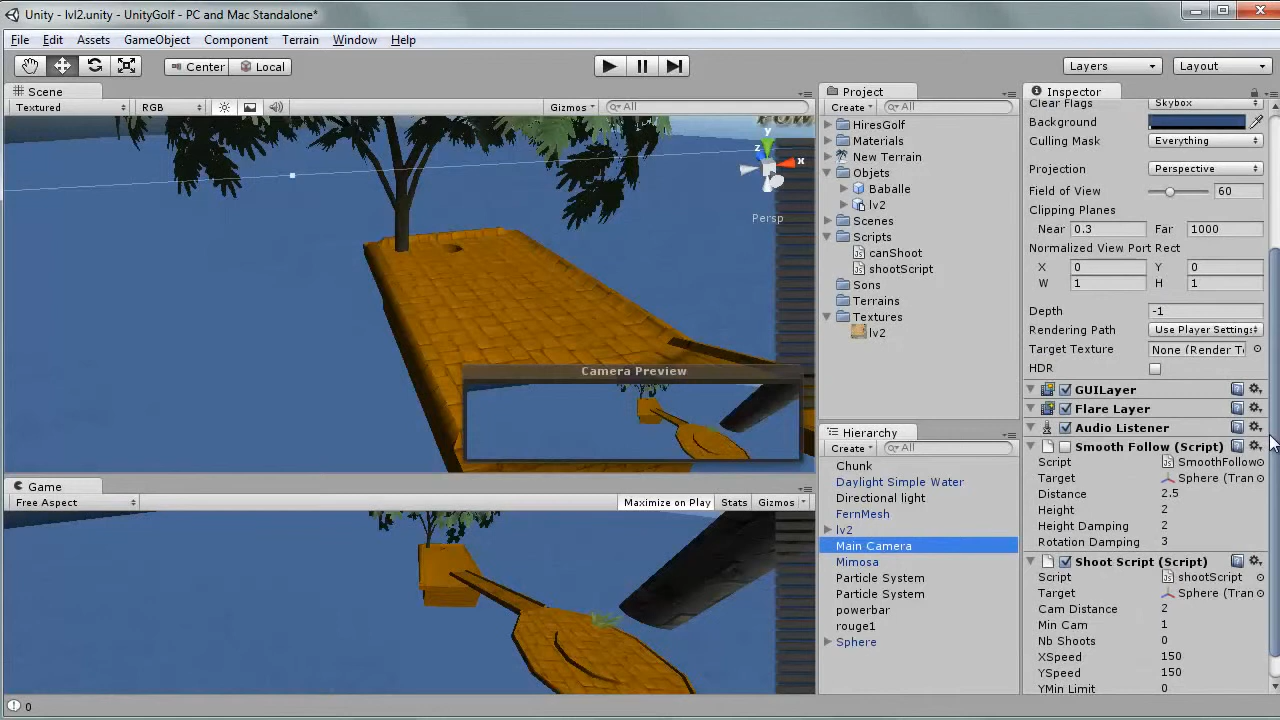 Unity - lvl2.unity - UnityGolf - PC and Mac Standalone*
File Edit Assets GameObject Component Terrain Window Help
Center Local Layers Layout
Scene
Textured RGB Gizmos All
y
z
x
Persp
Camera Preview
Game
Free Aspect Maximize on Play Stats Gizmos
0
Project
Create All
HiresGolf
Materials
New Terrain
Objets
Baballe
lv2
Scenes
Scripts
canShoot
shootScript
Sons
Terrains
Textures
lv2
Hierarchy
Create All
Chunk
Daylight Simple Water
Directional light
FernMesh
lv2
Main Camera
Mimosa
Particle System
Particle System
powerbar
rouge1
Sphere
Inspector
Clear Flags Skybox
Background
Culling Mask Everything
Projection Perspective
Field of View 60
Clipping Planes
Near 0.3 Far 1000
Normalized View Port Rect
X 0 Y 0
W 1 H 1
Depth -1
Rendering Path Use Player Settings
Target Texture None (Render T
HDR
GUILayer
Flare Layer
Audio Listener
Smooth Follow (Script)
Script SmoothFollow
Target Sphere (Tran
Distance 2.5
Height 2
Height Damping 2
Rotation Damping 3
Shoot Script (Script)
Script shootScript
Target Sphere (Tran
Cam Distance 2
Min Cam 1
Nb Shoots 0
XSpeed 150
YSpeed 150
YMin Limit 0